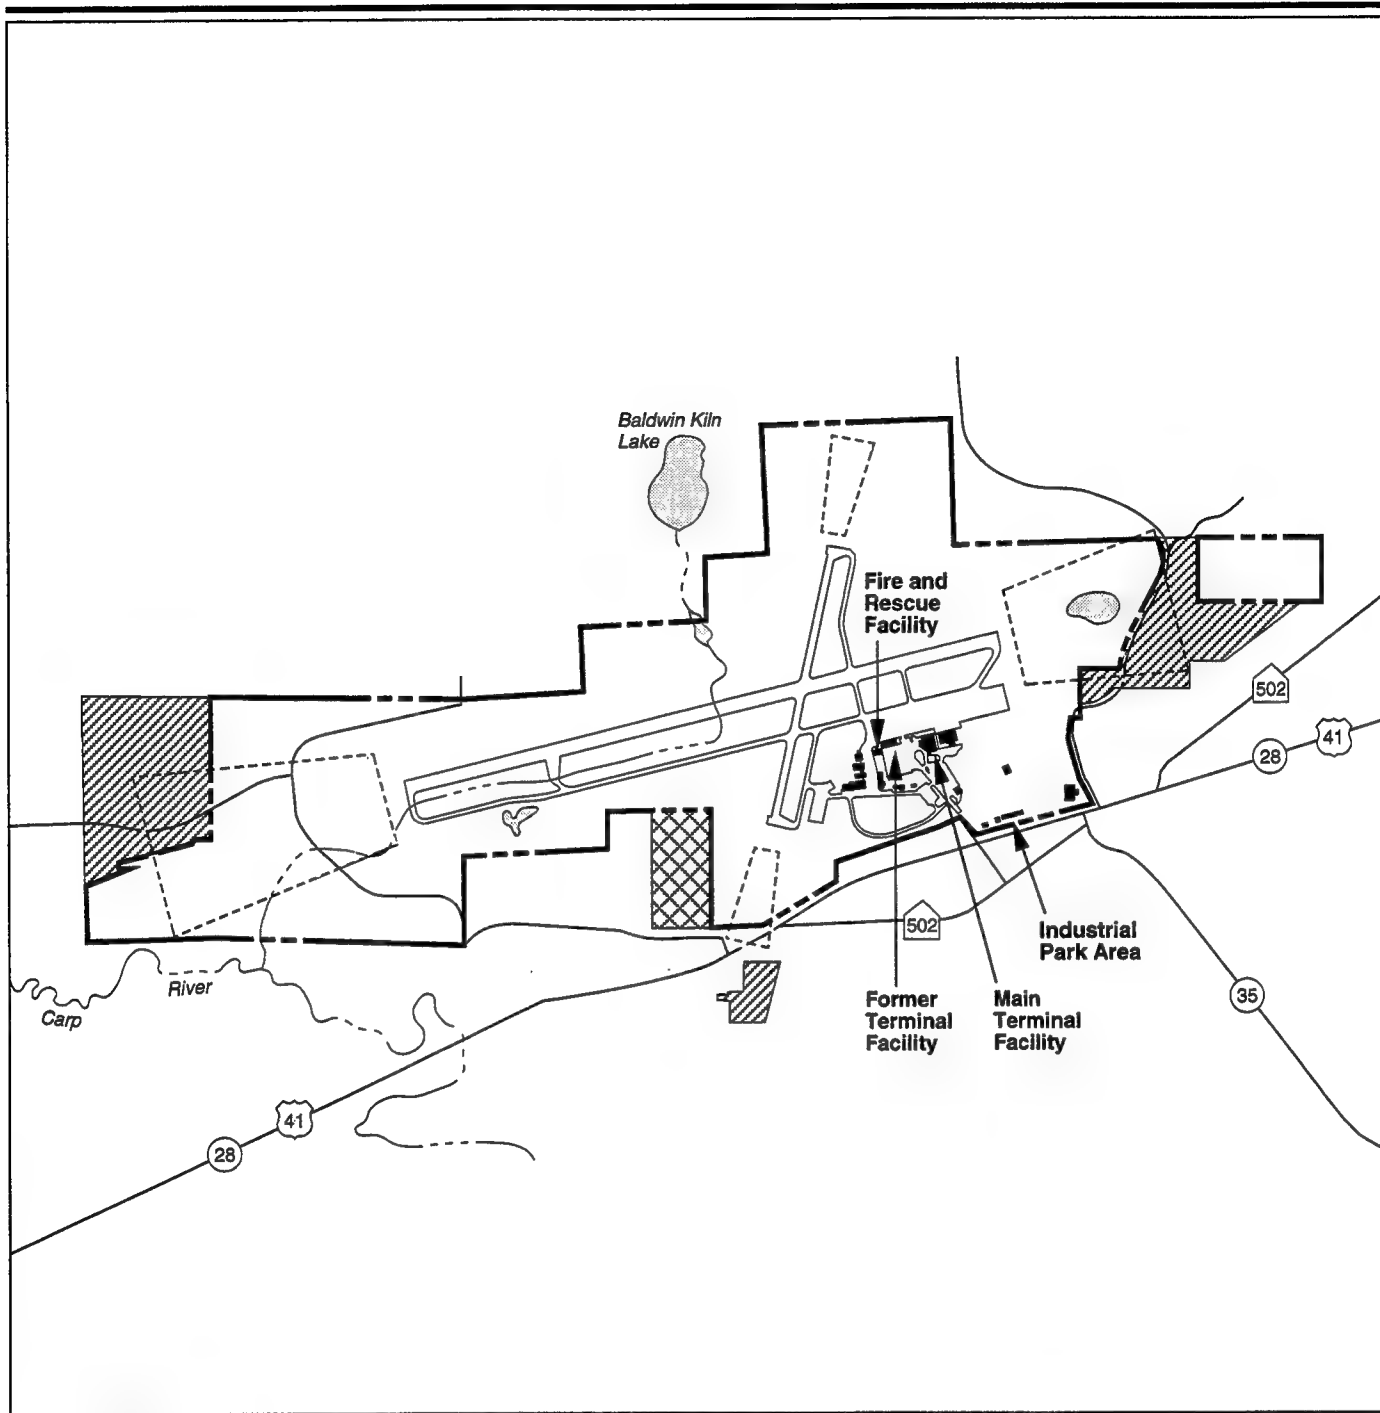 Baldwin Kiln
Lake
Fire and
Rescue
Facility
502
41
28
502
Industrial
Park Area
River
Carp
Former
Terminal
Facility
Main
Terminal
Facility
35
41
28